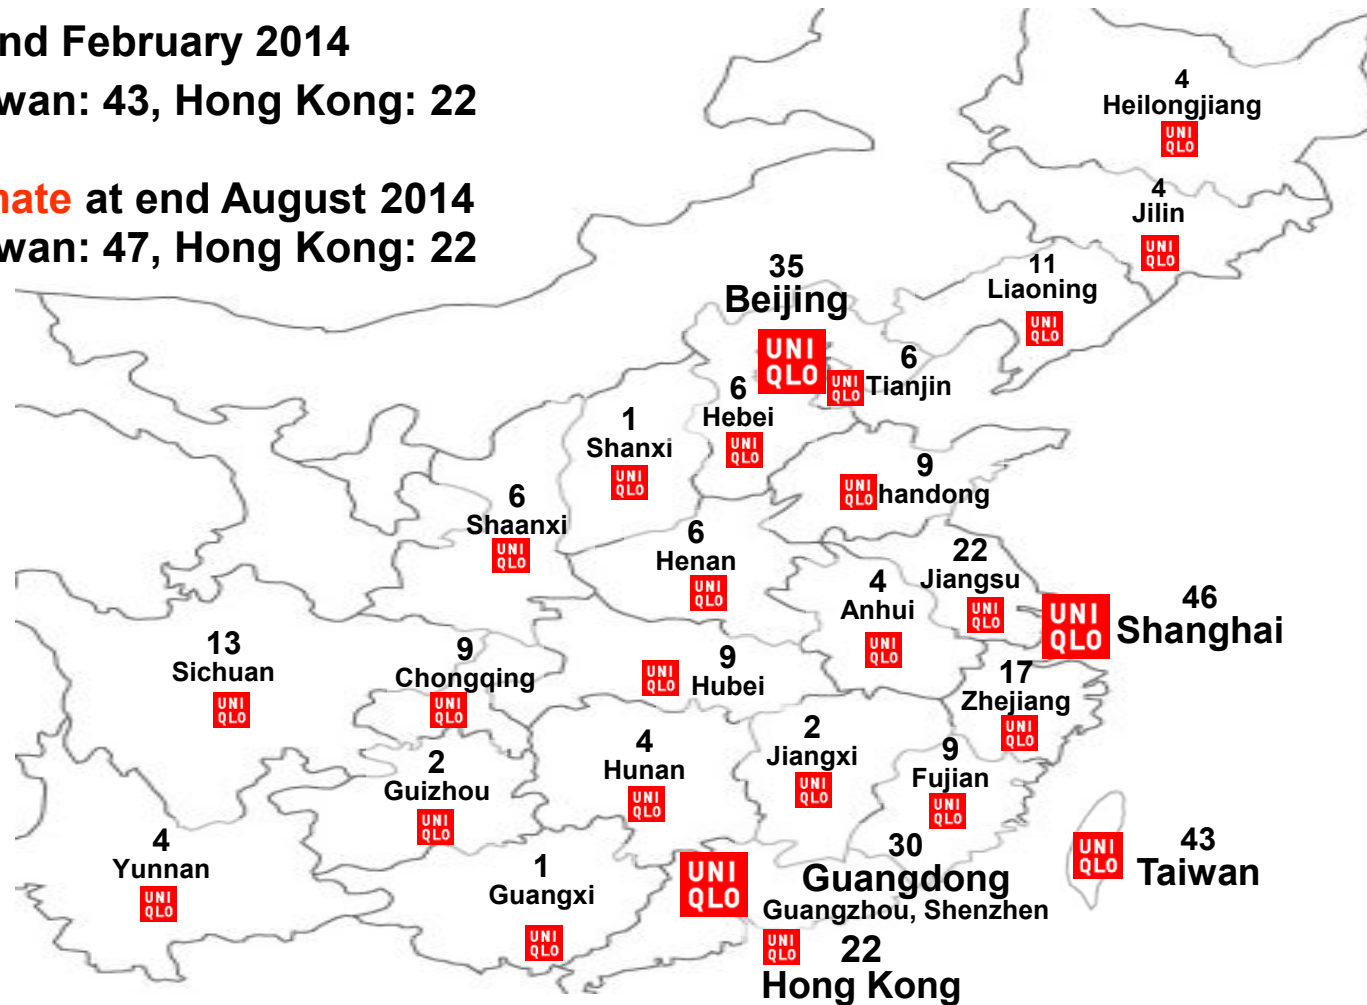 nd February 2014
wan: 43, Hong Kong: 22
nate at end August 2014
wan: 47, Hong Kong: 22
4
Heilongjiang
UNI
QLO
4
Jilin
UNI
QLO
11
Liaoning
UNI
QLO
35
Beijing
UNI
QLO
6
Tianjin
UNI
QLO
6
Hebei
UNI
QLO
1
Shanxi
UNI
QLO
9
handong
UNI
QLO
6
Shaanxi
UNI
QLO
6
Henan
UNI
QLO
22
Jiangsu
UNI
QLO
4
Anhui
UNI
QLO
46
Shanghai
UNI
QLO
13
Sichuan
UNI
QLO
9
Chongqing
UNI
QLO
9
Hubei
UNI
QLO
17
Zhejiang
UNI
QLO
2
Guizhou
UNI
QLO
4
Hunan
UNI
QLO
2
Jiangxi
UNI
QLO
9
Fujian
UNI
QLO
4
Yunnan
UNI
QLO
1
Guangxi
UNI
QLO
30
Guangdong
Guangzhou, Shenzhen
UNI
QLO
43
Taiwan
UNI
QLO
22
Hong Kong
UNI
QLO